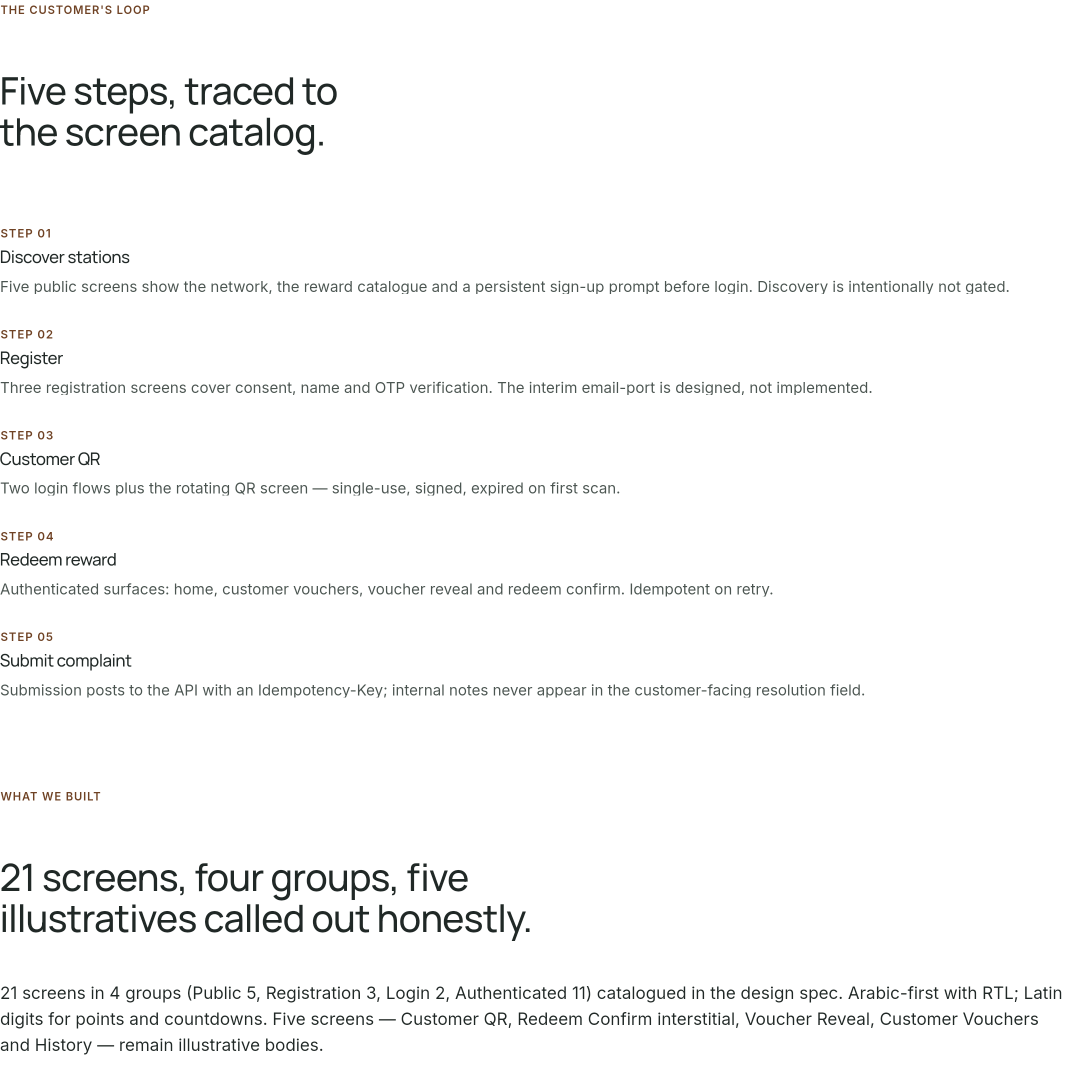 THE CUSTOMER'S LOOP
Five steps, traced to
the screen catalog.
STEP 01
Discover stations
Five public screens show the network, the reward catalogue and a persistent sign-up prompt before login. Discovery is intentionally not gated.
STEP 02
Register
Three registration screens cover consent, name and OTP verification. The interim email-port is designed, not implemented.
STEP 03
Customer QR
Two login flows plus the rotating QR screen — single-use, signed, expired on first scan.
STEP 04
Redeem reward
Authenticated surfaces: home, customer vouchers, voucher reveal and redeem confirm. Idempotent on retry.
STEP 05
Submit complaint
Submission posts to the API with an Idempotency-Key; internal notes never appear in the customer-facing resolution field.
WHAT WE BUILT
21 screens, four groups, five
illustratives called out honestly.
21 screens in 4 groups (Public 5, Registration 3, Login 2, Authenticated 11) catalogued in the design spec. Arabic-first with RTL; Latin
digits for points and countdowns. Five screens — Customer QR, Redeem Confirm interstitial, Voucher Reveal, Customer Vouchers
and History — remain illustrative bodies.